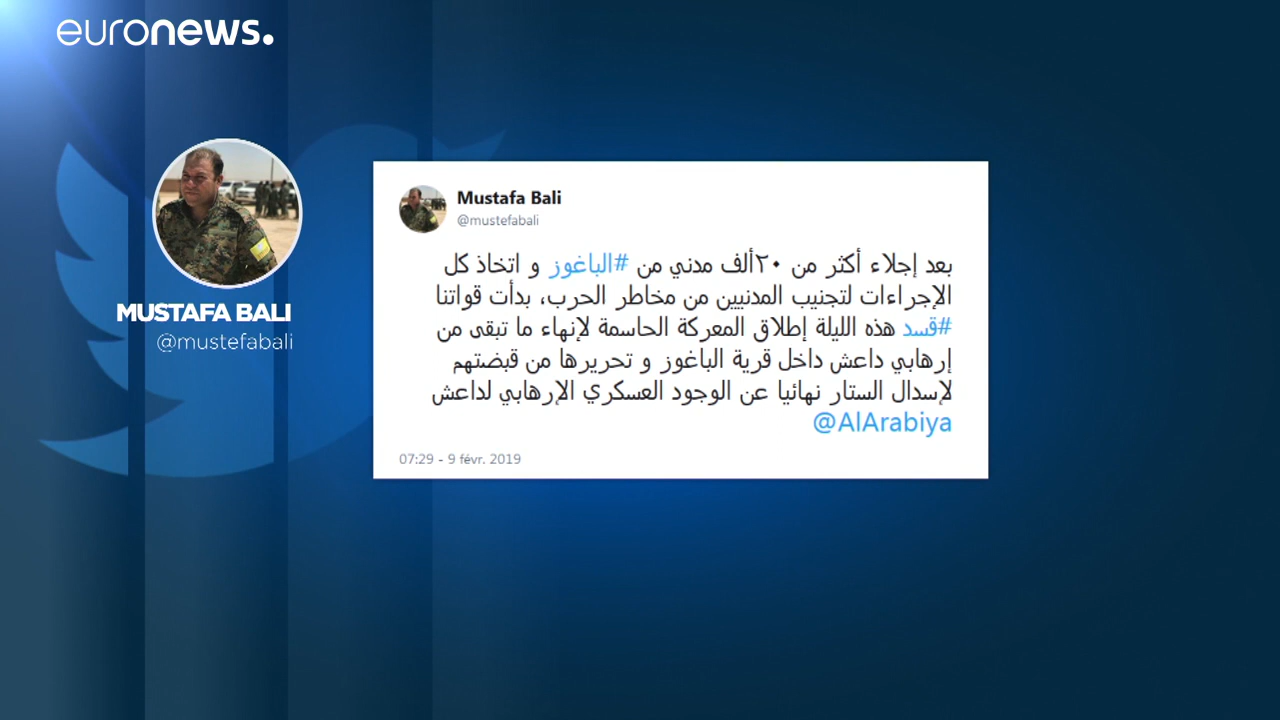 euronews.
MUSTAFA BALI
@mustefabali
Mustafa Bali
@mustefabali
بعد إجلاء أكثر من ٢٠ألف مدني من #الباغوز و اتخاذ كل
الإجراءات لتجنيب المدنيين من مخاطر الحرب، بدأت قواتنا
#قسد هذه الليلة إطلاق المعركة الحاسمة لإنهاء ما تبقى من
إرهابي داعش داخل قرية الباغوز و تحريرها من قبضتهم
لإسدال الستار نهائيا عن الوجود العسكري الإرهابي لداعش
@AlArabiya
07:29 - 9 févr. 2019